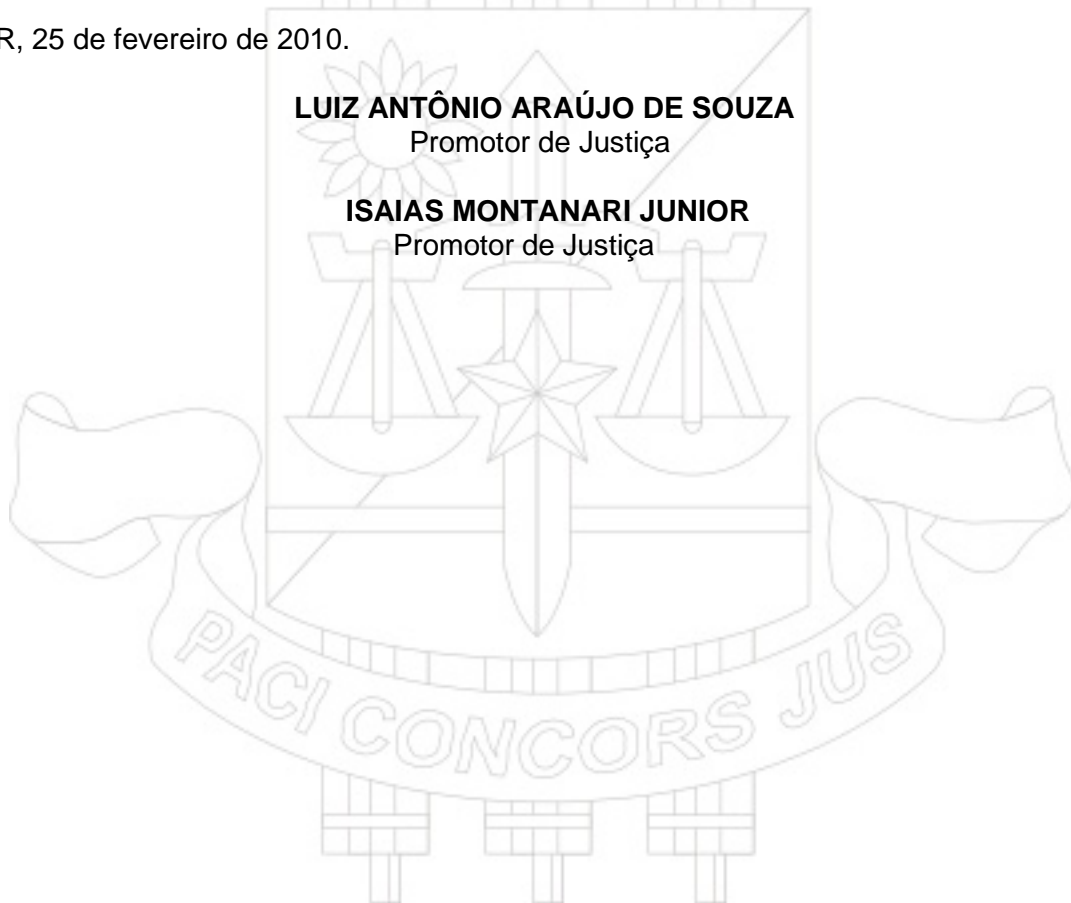 R, 25 de fevereiro de 2010.
LUIZ ANTÔNIO ARAÚJO DE SOUZA
Promotor de Justiça
ISAIAS MONTANARI JUNIOR
Promotor de Justiça
PACI CONCORS JUS